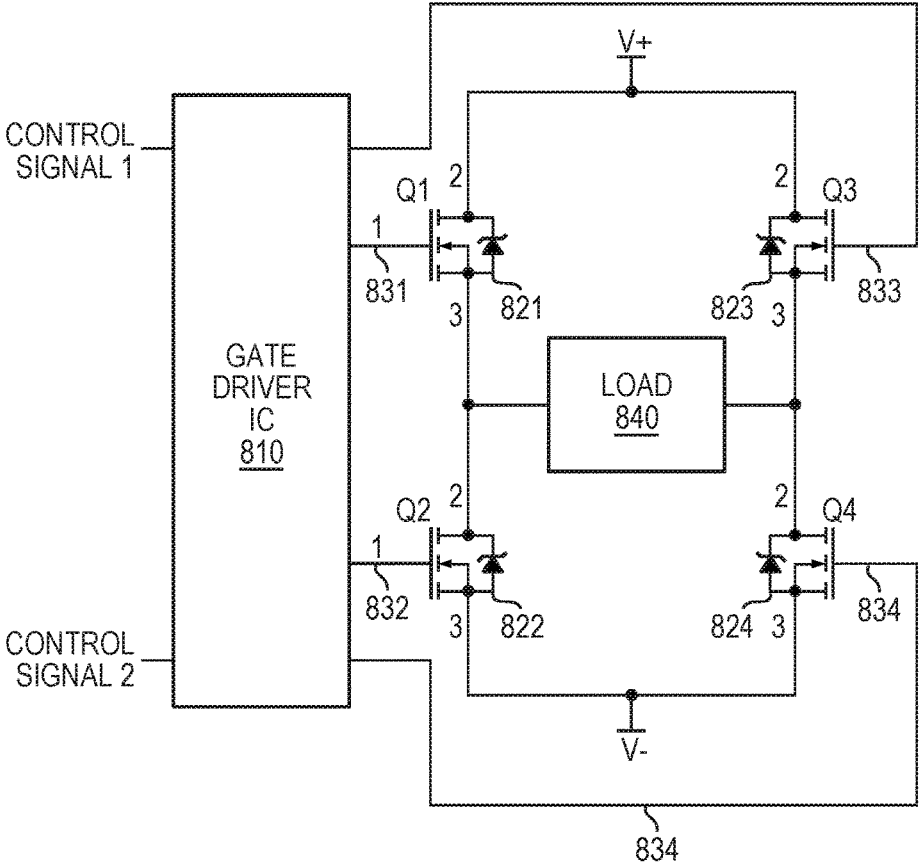 V+
CONTROL
SIGNAL 1
2
2
Q1
Q3
1
831
821
823
833
3
3
GATE
DRIVER
IC
810
LOAD
840
2
2
Q2
Q4
1
832
822
824
834
3
3
CONTROL
SIGNAL 2
V-
834